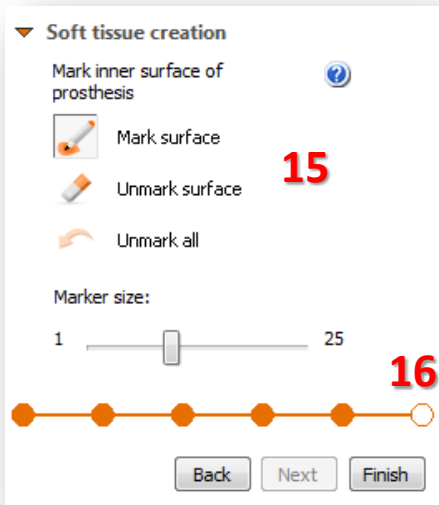 Soft tissue creation
Mark inner surface of
prosthesis
Mark surface
15
Unmark surface
Unmark all
Marker size:
1 25
16
Back Next Finish